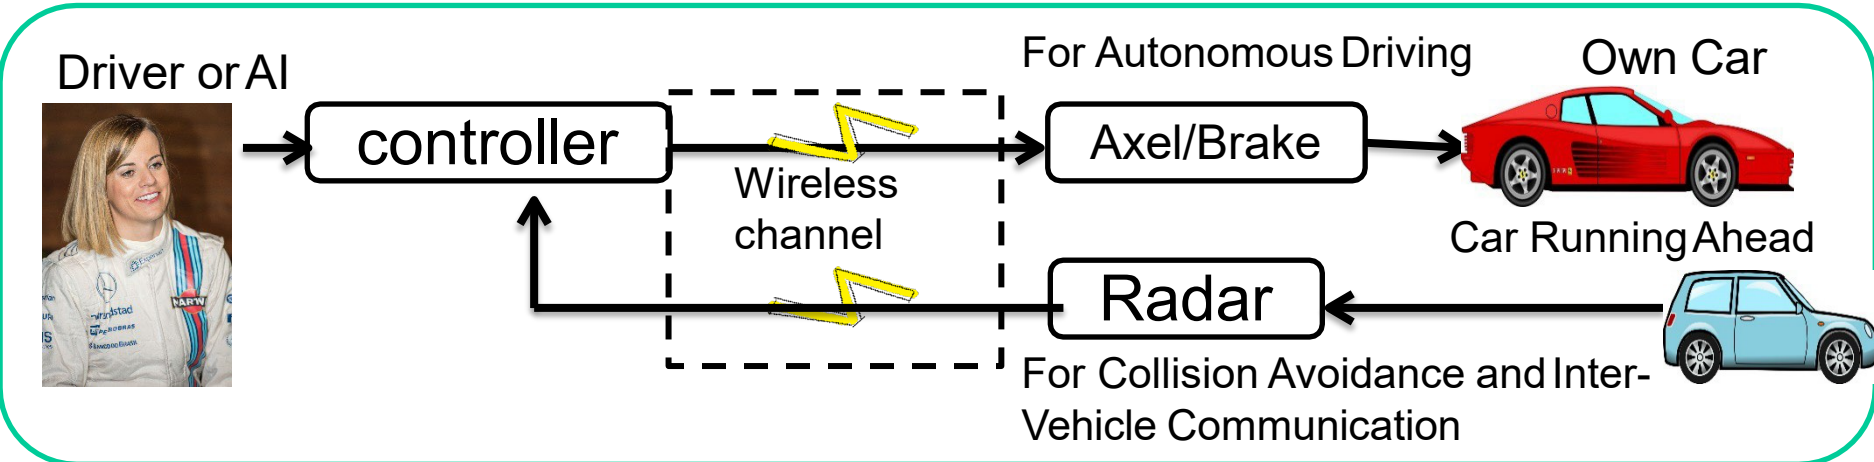 Driver or AI
controller
Wireless
channel
For Autonomous Driving
Axel/Brake
Own Car
Car Running Ahead
Radar
For Collision Avoidance and Inter-
Vehicle Communication
MARTINI